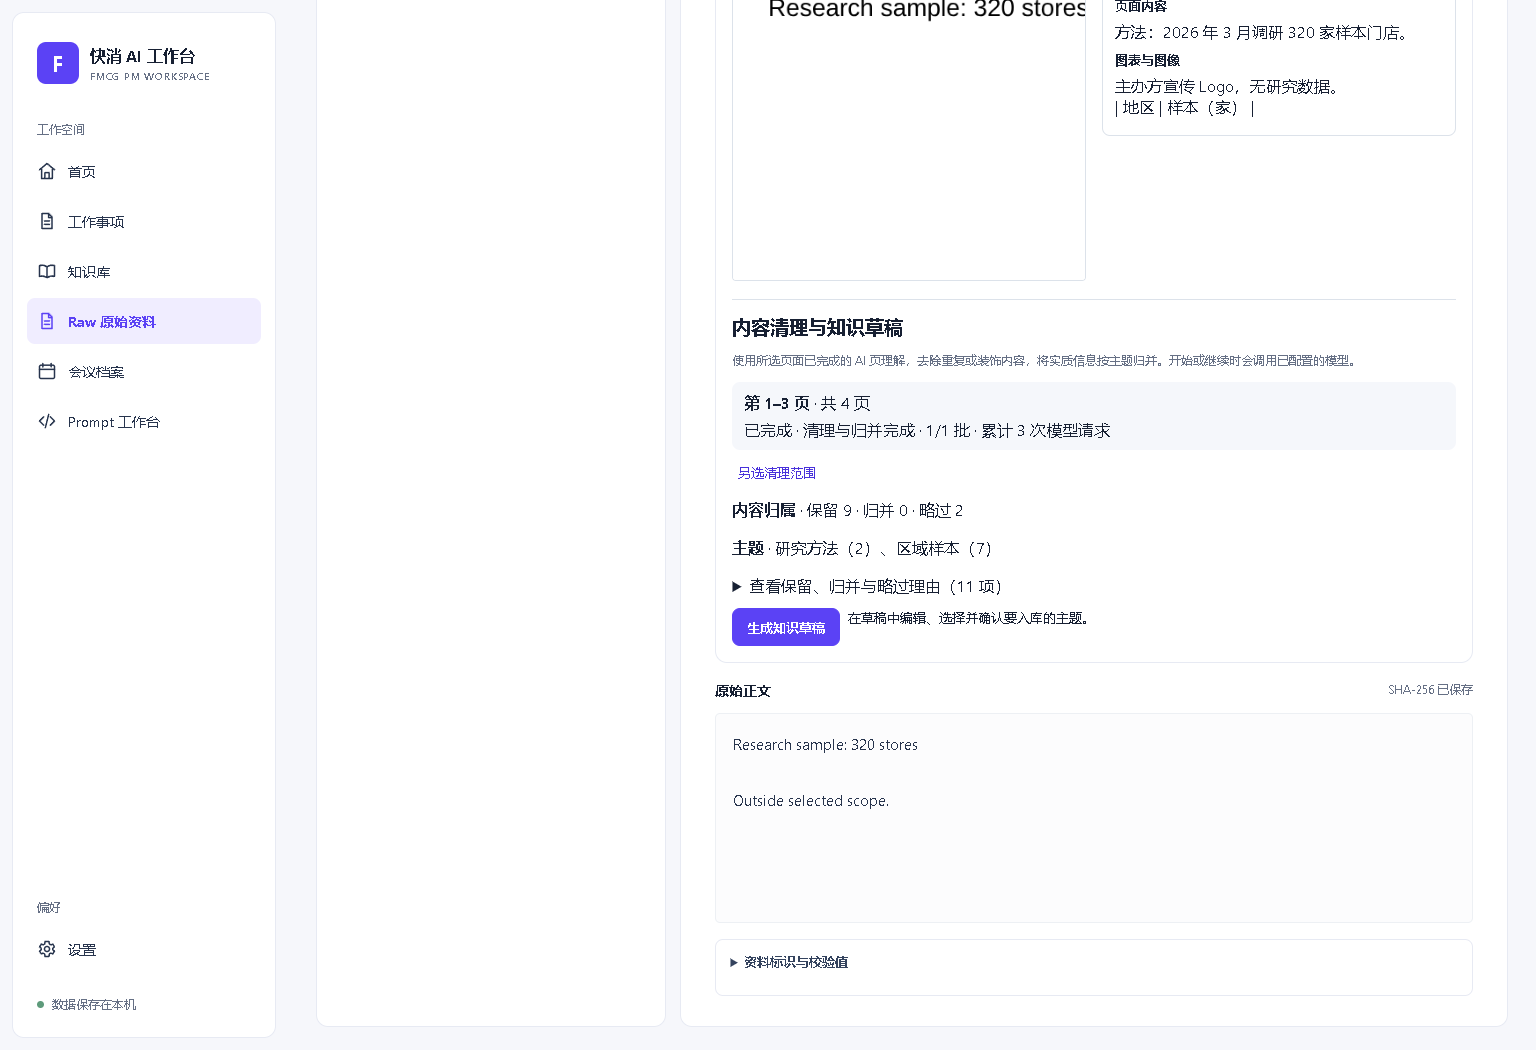 F
快消 AI 工作台
FMCG PM WORKSPACE
工作空间
首页
工作事项
知识库
Raw 原始资料
会议档案
Prompt 工作台
偏好
设置
数据保存在本机
Research sample: 320 stores
页面内容
方法：2026 年 3 月调研 320 家样本门店。
图表与图像
主办方宣传 Logo，无研究数据。
| 地区 | 样本（家） |
内容清理与知识草稿
使用所选页面已完成的 AI 页理解，去除重复或装饰内容，将实质信息按主题归并。开始或继续时会调用已配置的模型。
第 1–3 页 · 共 4 页
已完成 · 清理与归并完成 · 1/1 批 · 累计 3 次模型请求
另选清理范围
内容归属 · 保留 9 · 归并 0 · 略过 2
主题 · 研究方法（2）、区域样本（7）
查看保留、归并与略过理由（11 项）
生成知识草稿
在草稿中编辑、选择并确认要入库的主题。
原始正文
SHA-256 已保存
Research sample: 320 stores
Outside selected scope.
资料标识与校验值